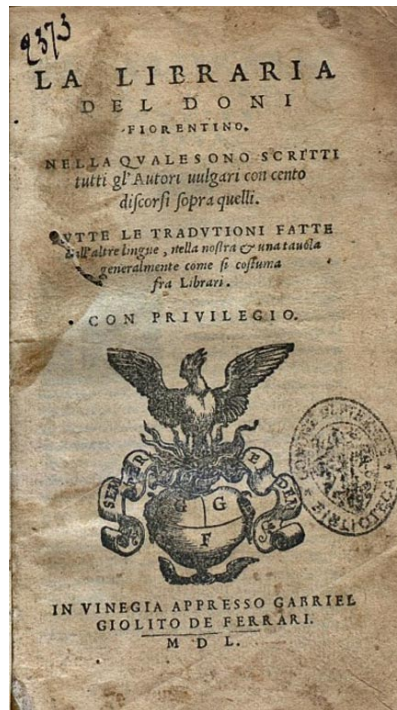 2373
LA LIBRARIA
DEL DONI
FIORENTINO.
NELLA QVALE SONO SCRITTI
tutti gl'Autori uulgari con cento
discorsi sopra quelli.
TVTTE LE TRADVTIONI FATTE
dall'altre lingue, nella nostra & una tauola
generalmente come si costuma
fra Librari.
CON PRIVILEGIO.
SEMPER EADEM
G G
F
IN VINEGIA APPRESSO GABRIEL
GIOLITO DE FERRARI.
M D L.